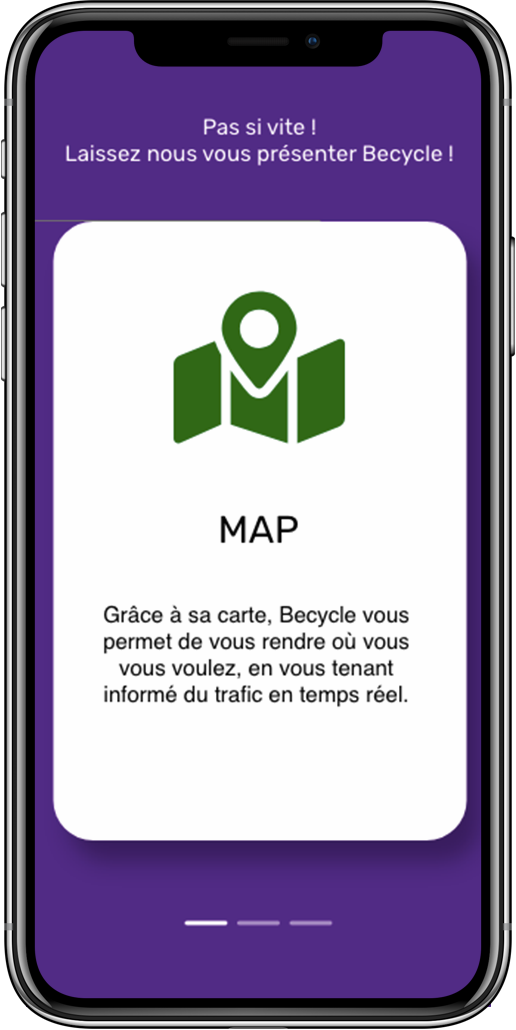 Pas si vite !
Laissez nous vous présenter Becycle !
MAP
Grâce à sa carte, Becycle vous
permet de vous rendre où vous
vous voulez, en vous tenant
informé du trafic en temps réel.